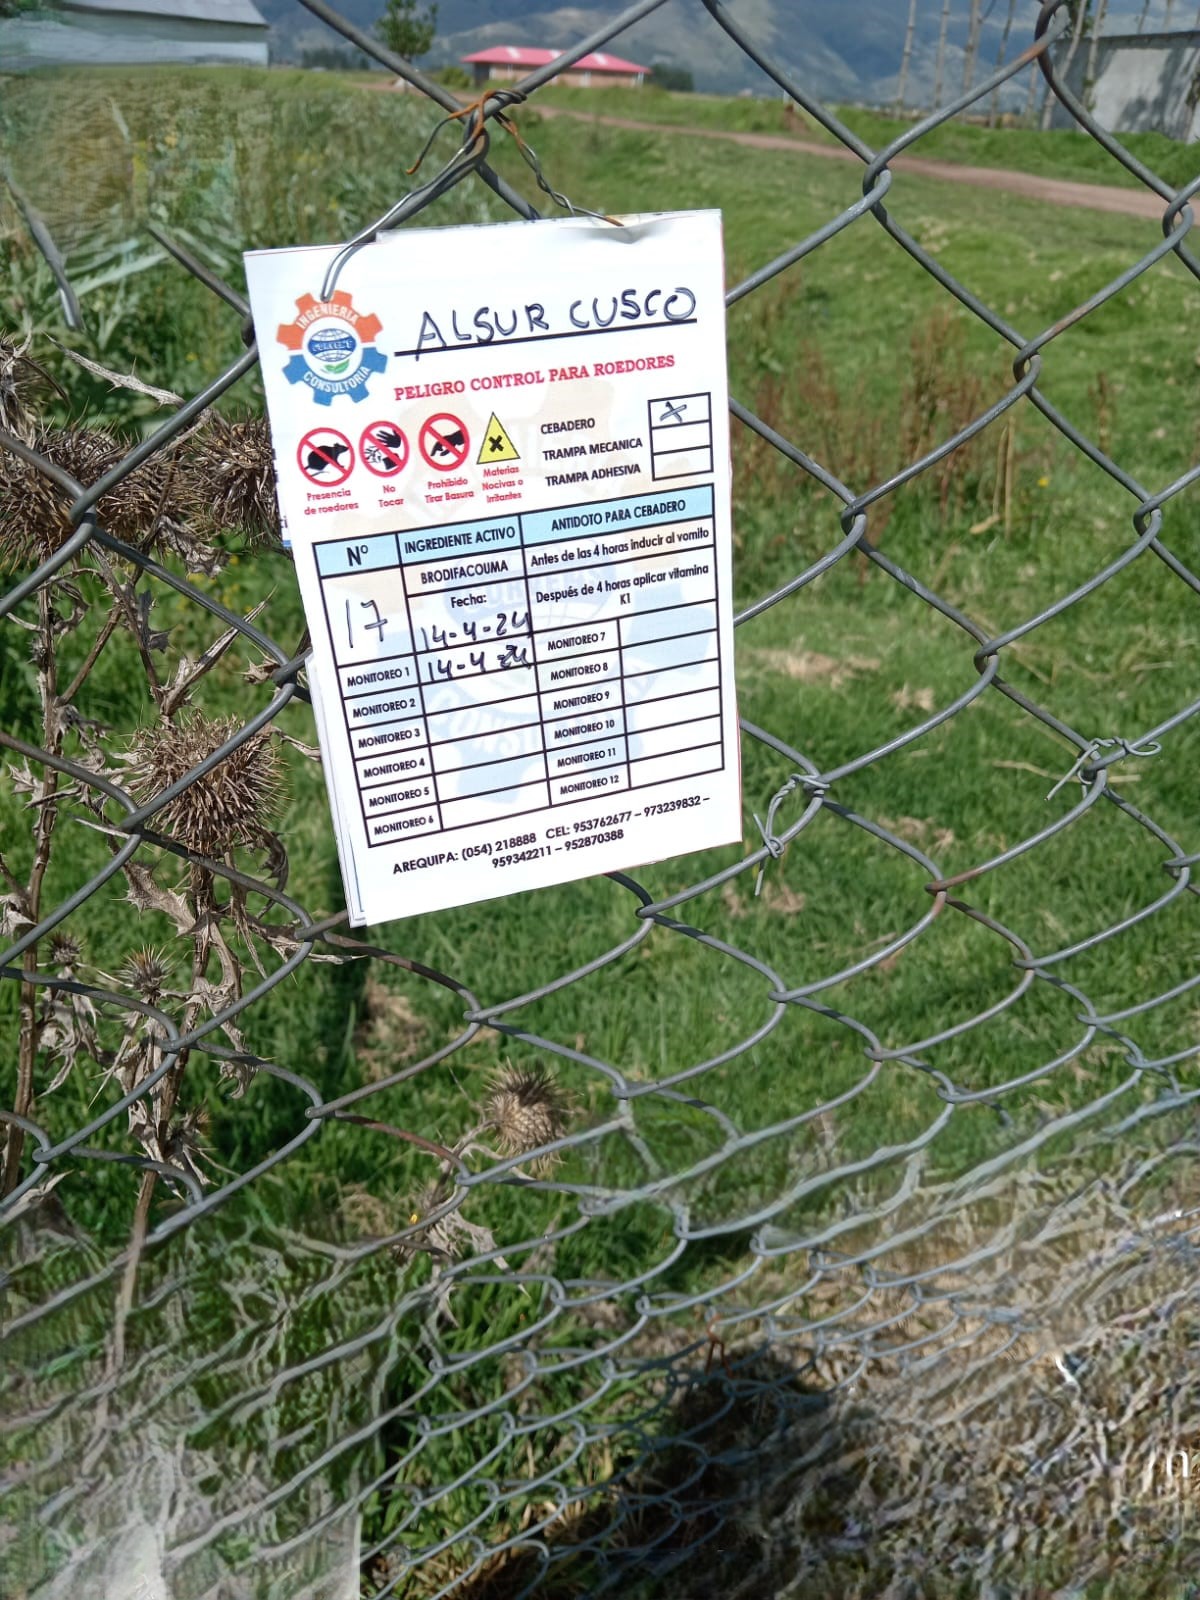 INGENIERIA
CONSULTORIA
ALSUR CUSCO
PELIGRO CONTROL PARA ROEDORES
Presencia
de roedores
No
Tocar
Prohibido
Tirar Basura
Materias
Nocivas o
Irritantes
CEBADERO X
TRAMPA MECANICA
TRAMPA ADHESIVA
N° INGREDIENTE ACTIVO ANTIDOTO PARA CEBADERO
17
BRODIFACOUMA
Fecha:
14-4-24
Antes de las 4 horas inducir al vomito
Después de 4 horas aplicar vitamina
K1
MONITOREO 1 14-4-24 MONITOREO 7
MONITOREO 2 MONITOREO 8
MONITOREO 3 MONITOREO 9
MONITOREO 4 MONITOREO 10
MONITOREO 5 MONITOREO 11
MONITOREO 6 MONITOREO 12
AREQUIPA: (054) 218888 CEL: 953762677 – 973239832 –
959342211 – 952870388